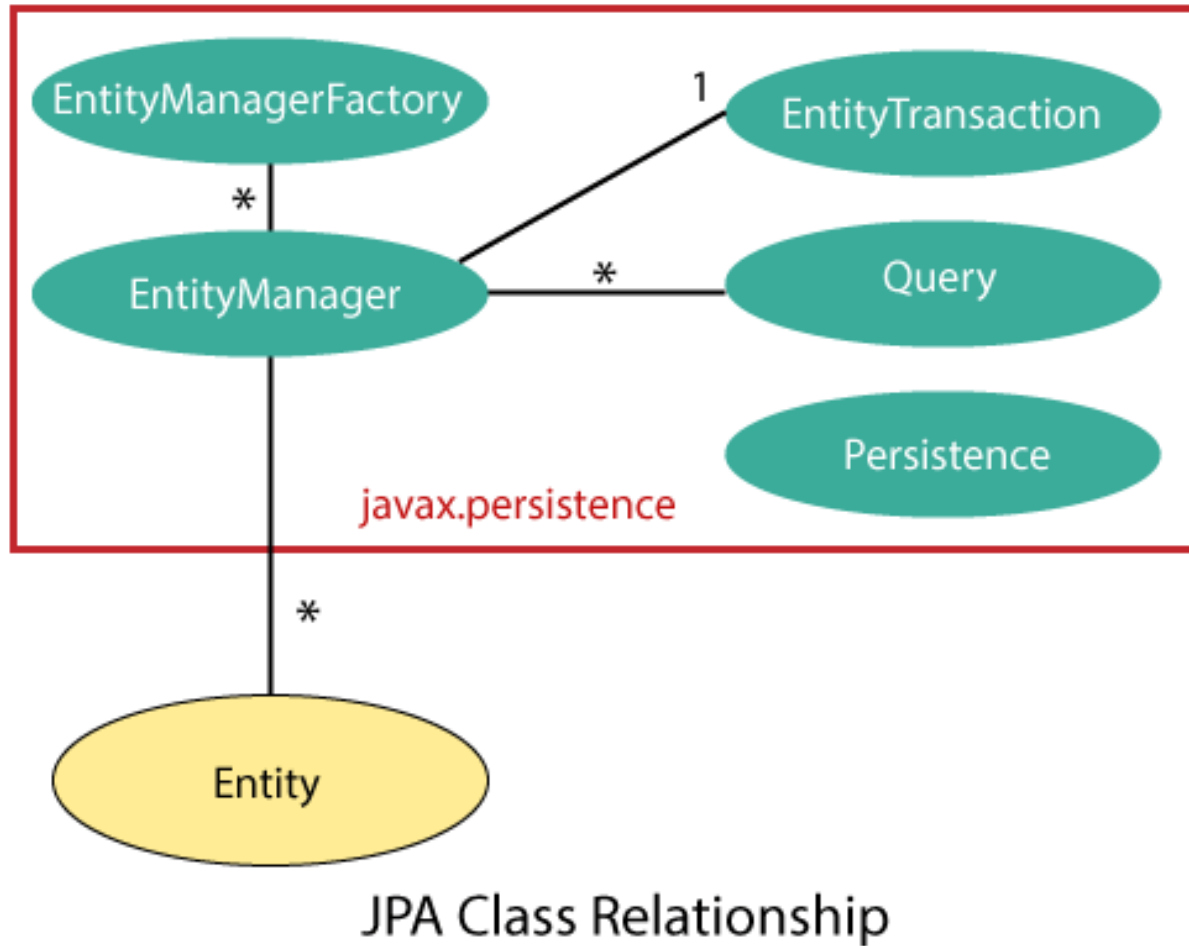 EntityManagerFactory
1
EntityTransaction
*
EntityManager
*
Query
Persistence
javax.persistence
*
Entity
JPA Class Relationship